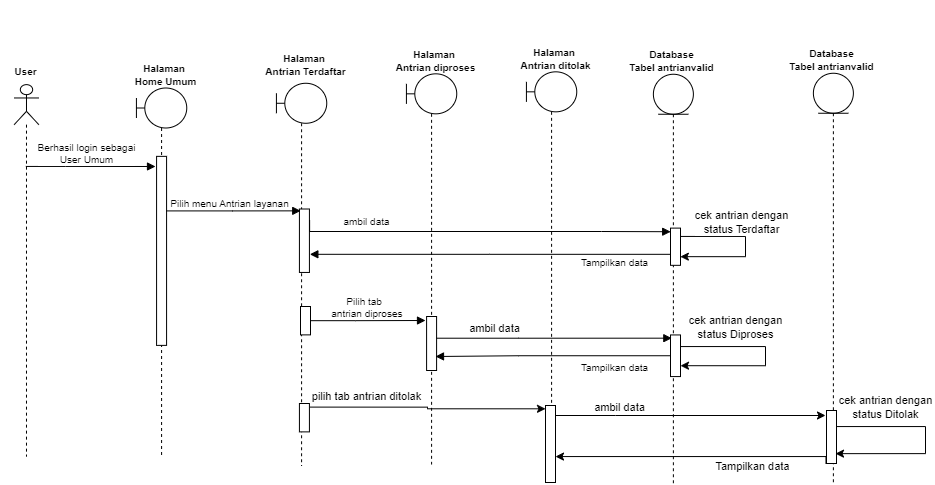 User
Halaman
Home Umum
Halaman
Antrian Terdaftar
Halaman
Antrian diproses
Halaman
Antrian ditolak
Database
Tabel antrianvalid
Database
Tabel antrianvalid
Berhasil login sebagai
User Umum
Pilih menu Antrian layanan
ambil data
cek antrian dengan
status Terdaftar
Tampilkan data
Pilih tab
antrian diproses
ambil data
cek antrian dengan
status Diproses
Tampilkan data
pilih tab antrian ditolak
ambil data
cek antrian dengan
status Ditolak
Tampilkan data